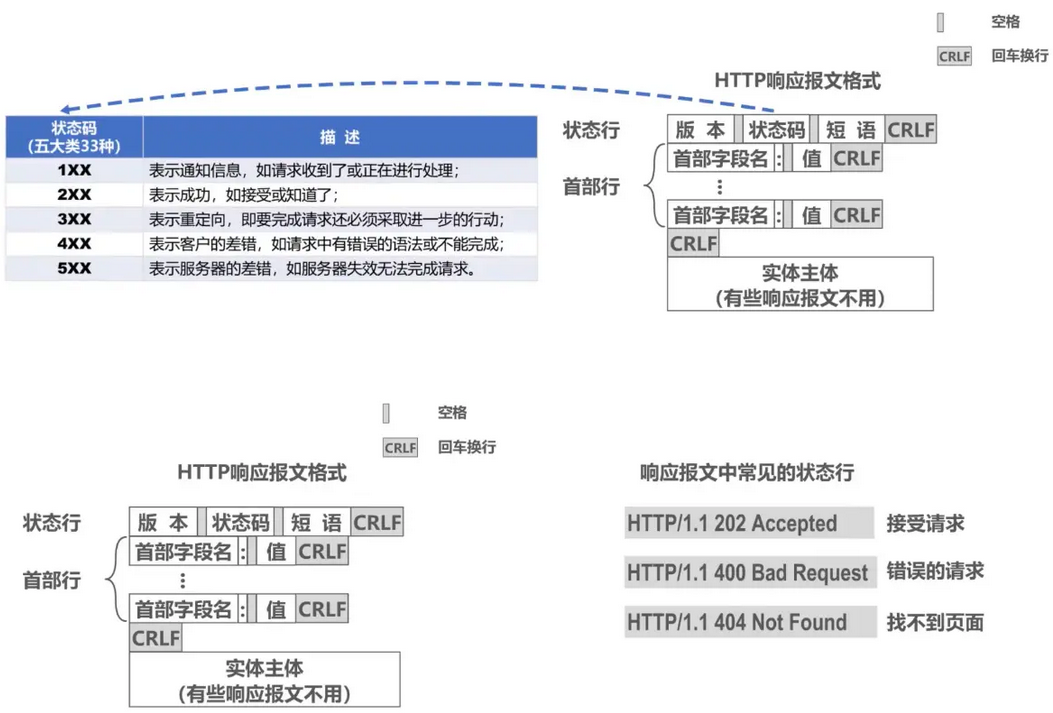 空格
CRLF 回车换行
HTTP响应报文格式
状态码
(五大类33种)
描 述
1XX 表示通知信息，如请求收到了或正在进行处理；
2XX 表示成功，如接受或知道了；
3XX 表示重定向，即要完成请求还必须采取进一步的行动；
4XX 表示客户的差错，如请求中有错误的语法或不能完成；
5XX 表示服务器的差错，如服务器失效无法完成请求。
状态行 版 本 状态码 短 语 CRLF
首部字段名 : 值 CRLF
首部行
⋮
首部字段名 : 值 CRLF
CRLF
实体主体
(有些响应报文不用)
空格
CRLF 回车换行
HTTP响应报文格式
状态行 版 本 状态码 短 语 CRLF
首部字段名 : 值 CRLF
首部行
⋮
首部字段名 : 值 CRLF
CRLF
实体主体
(有些响应报文不用)
响应报文中常见的状态行
HTTP/1.1 202 Accepted 接受请求
HTTP/1.1 400 Bad Request 错误的请求
HTTP/1.1 404 Not Found 找不到页面